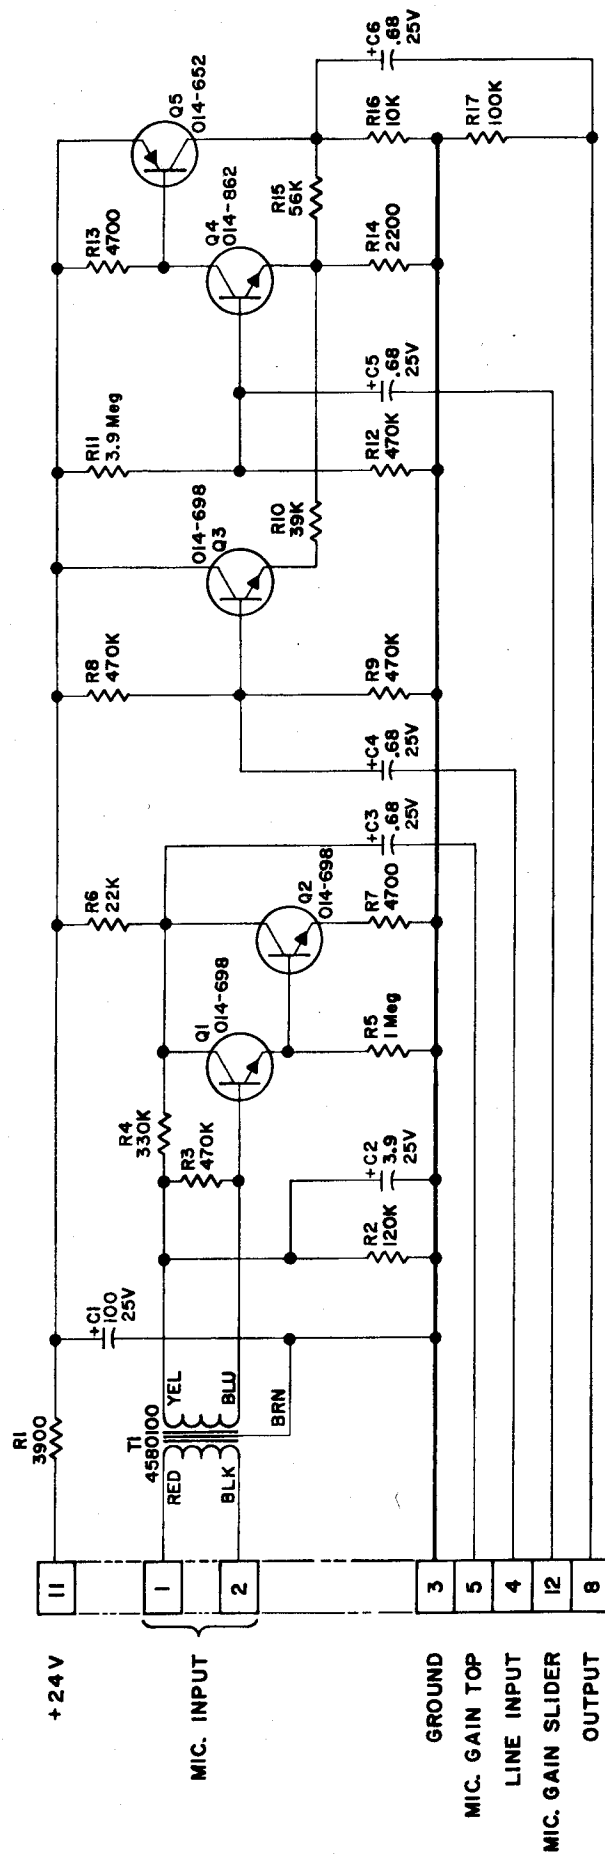 +24V
11
R1
3900
+C1
100
25V
R6
22K
R8
470K
R11
3.9 Meg
R13
4700
Q5
014-652
MIC. INPUT
1
2
T1
4580100
RED
BLK
YEL
BLU
BRN
R4
330K
R3
470K
Q1
014-698
Q2
014-698
014-698
Q3
Q4
014-862
R10
39K
R15
56K
R2
120K
+C2
3.9
25V
R5
1 Meg
R7
4700
+C3
.68
25V
+C4
.68
25V
R9
470K
R12
470K
+C5
.68
25V
R14
2200
R16
10K
+C6
.68
25V
R17
100K
GROUND
3
MIC. GAIN TOP
5
LINE INPUT
4
MIC. GAIN SLIDER
12
OUTPUT
8